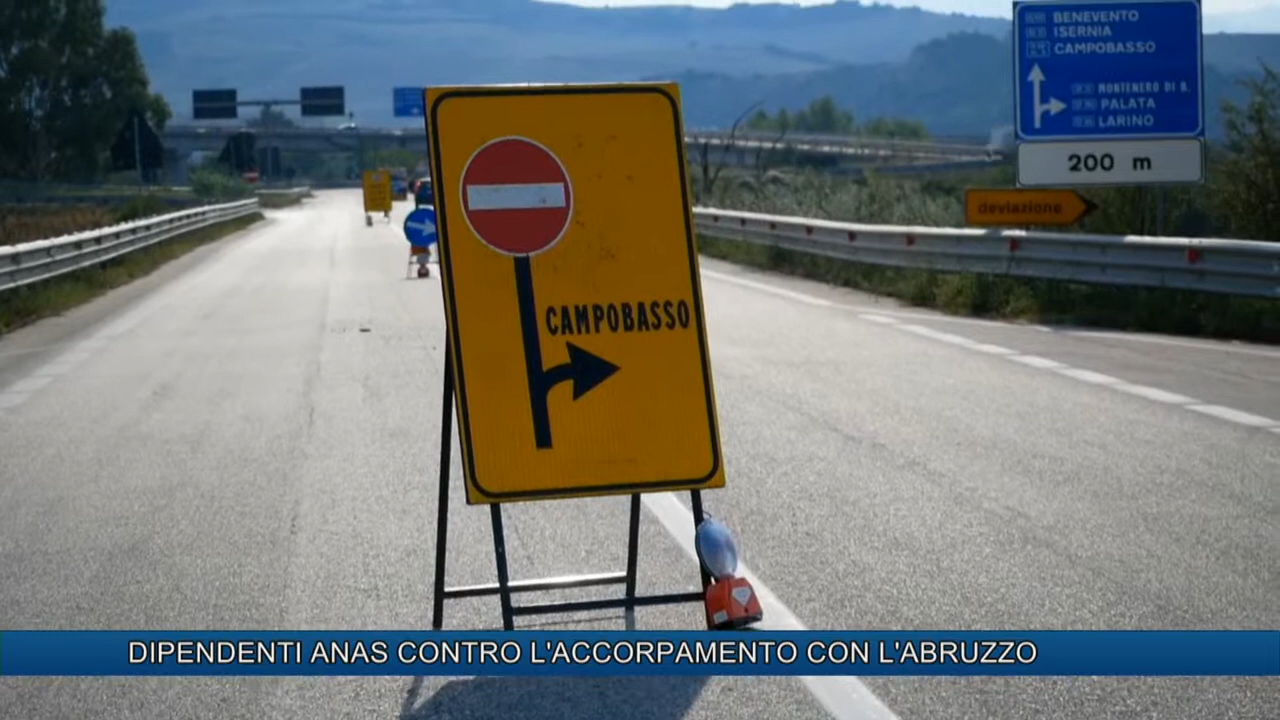 BENEVENTO
ISERNIA
CAMPOBASSO
MONTENERO DI B.
PALATA
LARINO
200 m
deviazione
CAMPOBASSO
DIPENDENTI ANAS CONTRO L'ACCORPAMENTO CON L'ABRUZZO